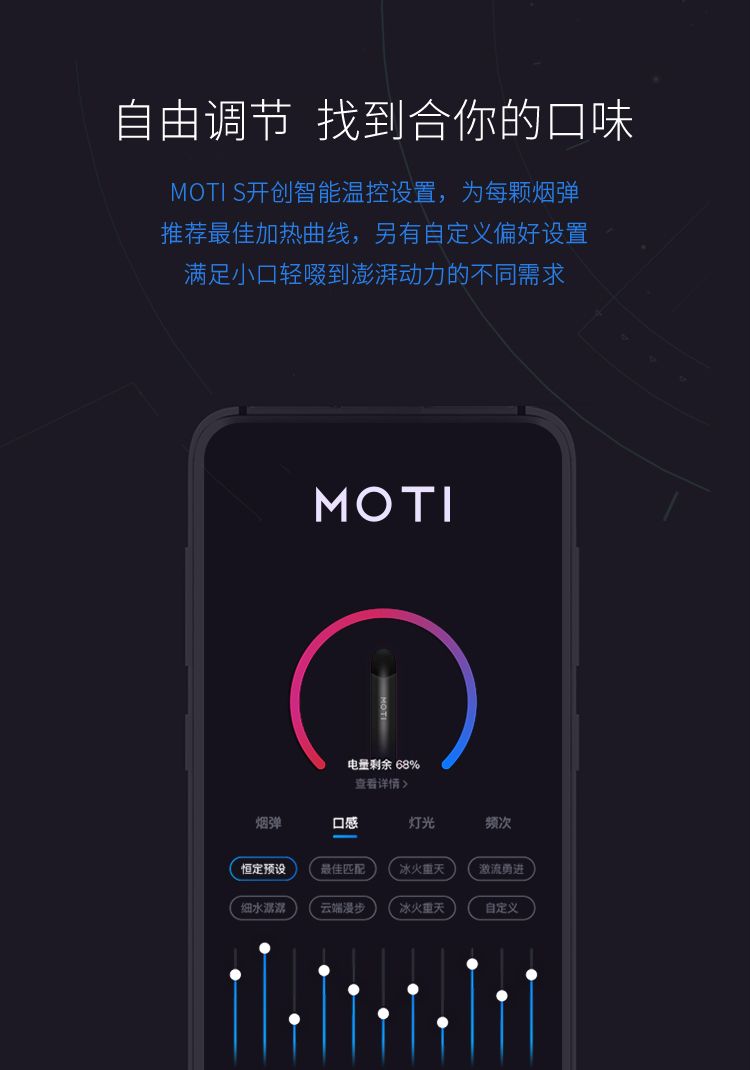 自由调节 找到合你的口味
MOTI S开创智能温控设置，为每颗烟弹
推荐最佳加热曲线，另有自定义偏好设置
满足小口轻啜到澎湃动力的不同需求
MOTI
MOTI
电量剩余 68%
查看详情 >
烟弹 口感 灯光 频次
恒定预设 最佳匹配 冰火重天 激流勇进
细水潺潺 云端漫步 冰火重天 自定义